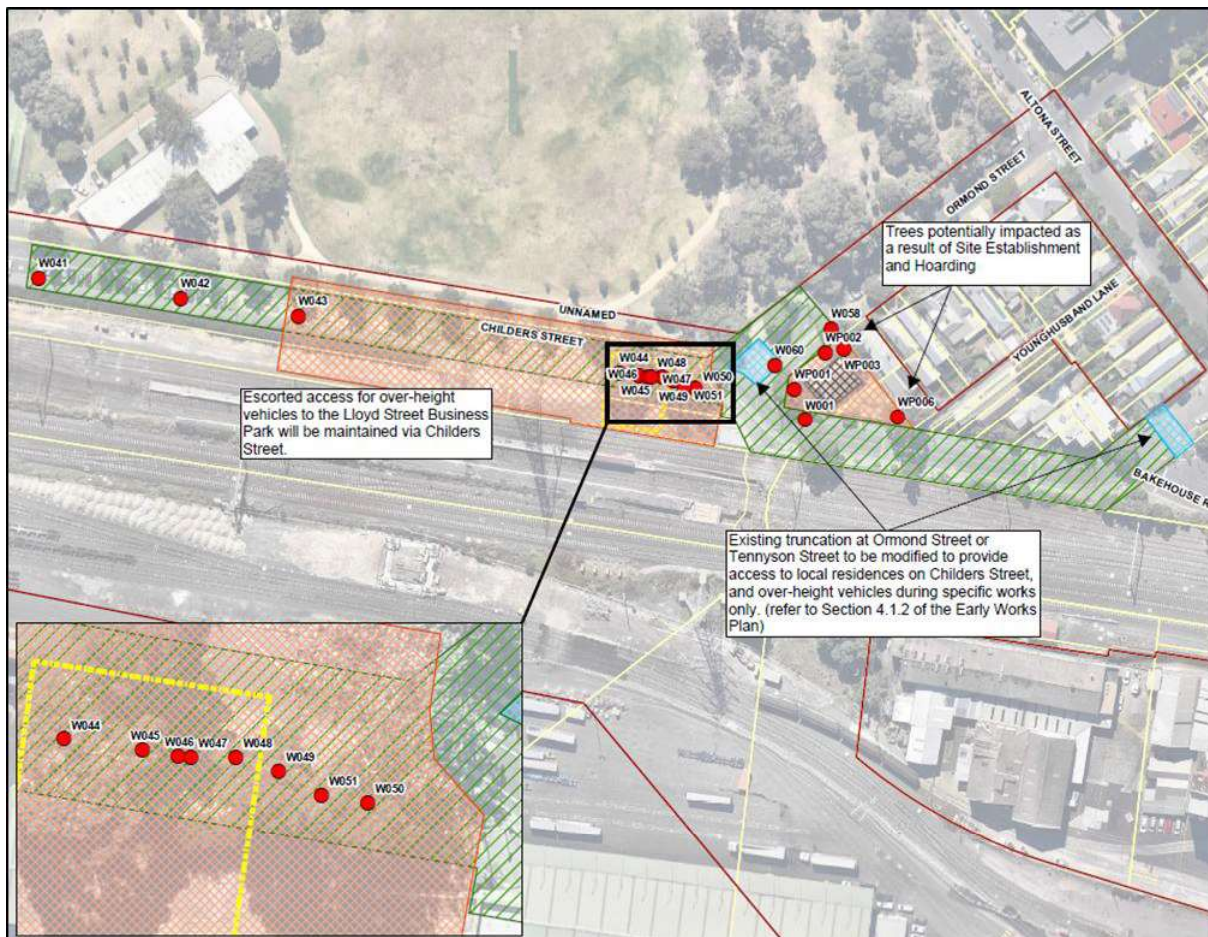 ALTONA STREET
ORMOND STREET
Trees potentially impacted as
a result of Site Establishment
and Hoarding
W041
W042
W043
UNNAMED
CHILDERS STREET
YOUNGHUSBAND LANE
W058
WP002
WP003
W060
WP001
W001
WP006
W044
W048
W046
W047
W050
W045
W049
W051
BAKEHOUSE R
Escorted access for over-height
vehicles to the Lloyd Street Business
Park will be maintained via Childers
Street.
Existing truncation at Ormond Street or
Tennyson Street to be modified to provide
access to local residences on Childers Street,
and over-height vehicles during specific works
only. (refer to Section 4.1.2 of the Early Works
Plan)
W044
W045
W046
W047
W048
W049
W051
W050